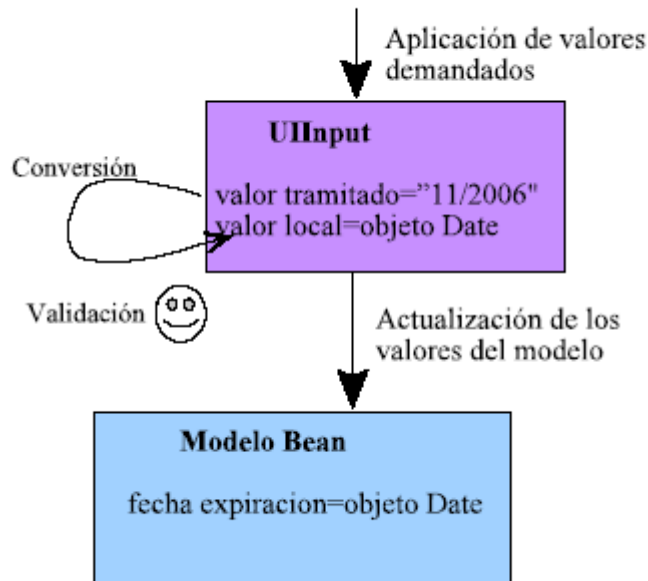 Aplicación de valores
demandados
UIInput
Conversión
valor tramitado=”11/2006"
valor local=objeto Date
Validación
Actualización de los
valores del modelo
Modelo Bean
fecha expiracion=objeto Date